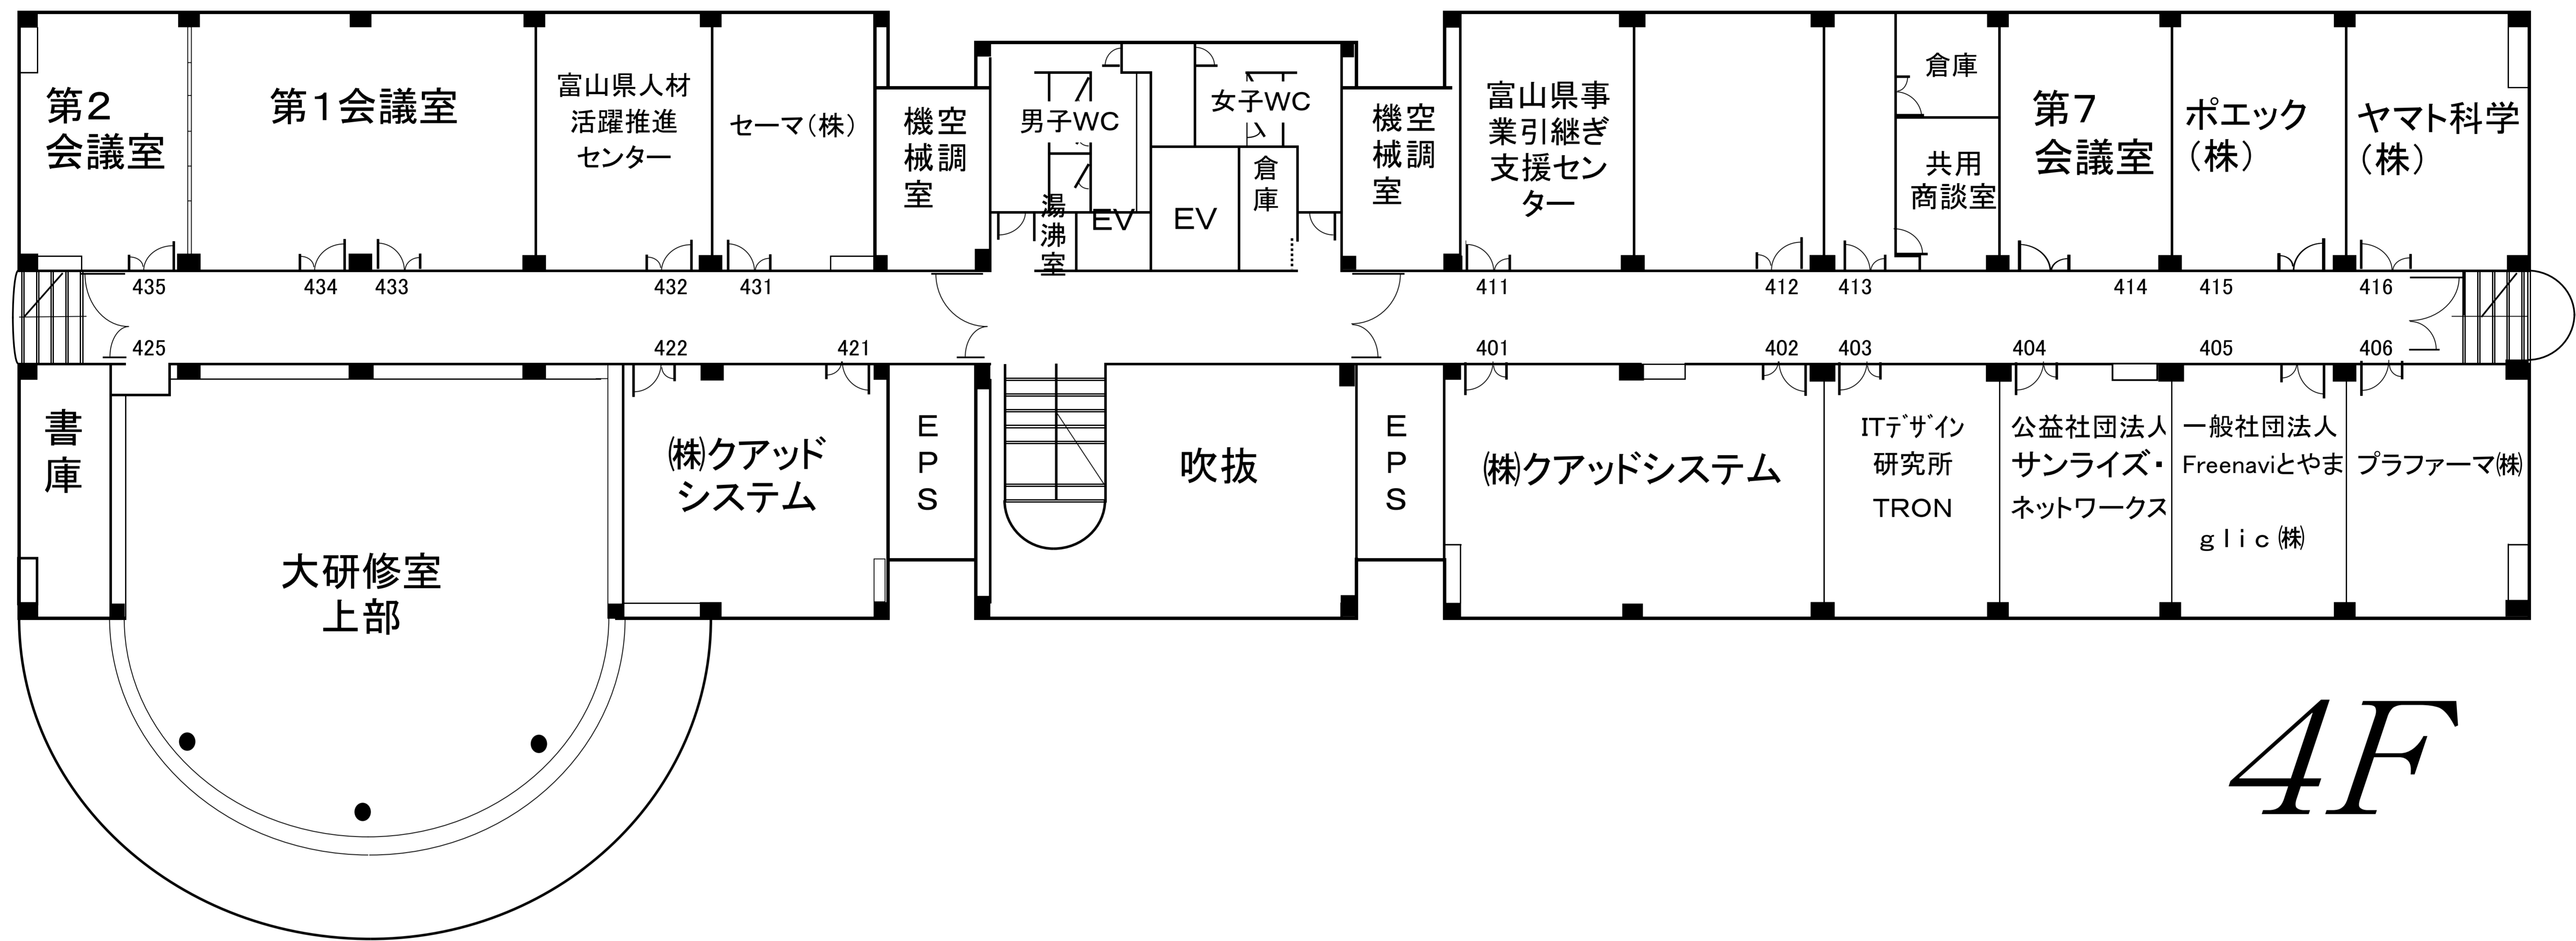 第２
会議室
第１会議室
富山県人材
活躍推進
センター
セーマ（株）
空調
機械室
男子WC
女子WC
湯沸室
EV
EV
倉庫
空調
機械室
富山県事
業引継ぎ
支援セン
ター
倉庫
共用
商談室
第７
会議室
ポエック
（株）
ヤマト科学
（株）
435
434
433
432
431
411
412
413
414
415
416
425
422
421
401
402
403
404
405
406
書庫
大研修室
上部
㈱クアッド
システム
EPS
吹抜
EPS
㈱クアッドシステム
ITﾃﾞｻﾞｲﾝ
研究所
TRON
公益社団法人
サンライズ・
ネットワークス
一般社団法人
Freenaviとやま
ｇｌｉｃ㈱
プラファーマ㈱
4F